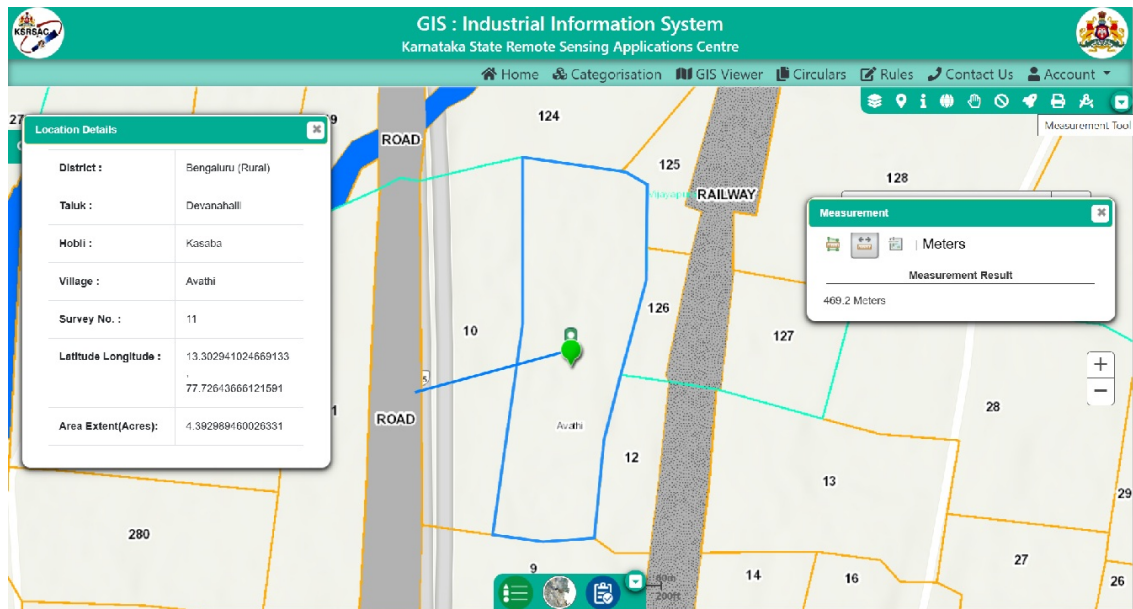 KSRSAC
GIS : Industrial Information System
Karnataka State Remote Sensing Applications Centre
Home Categorisation GIS Viewer Circulars Rules Contact Us Account
Measurement Tool
Location Details
District : Bengaluru (Rural)
Taluk : Devanahalli
Hobli : Kasaba
Village : Avathi
Survey No. : 11
Latitude Longitude : 13.302941024669133
,
77.72643666121591
Area Extent(Acres): 4.392989460026331
Measurement
Meters
Measurement Result
469.2 Meters
27
9
124
ROAD
125
RAILWAY
128
10
126
127
1
ROAD
Avathi
28
12
13
29
280
9
14
16
27
26
200ft
+
−